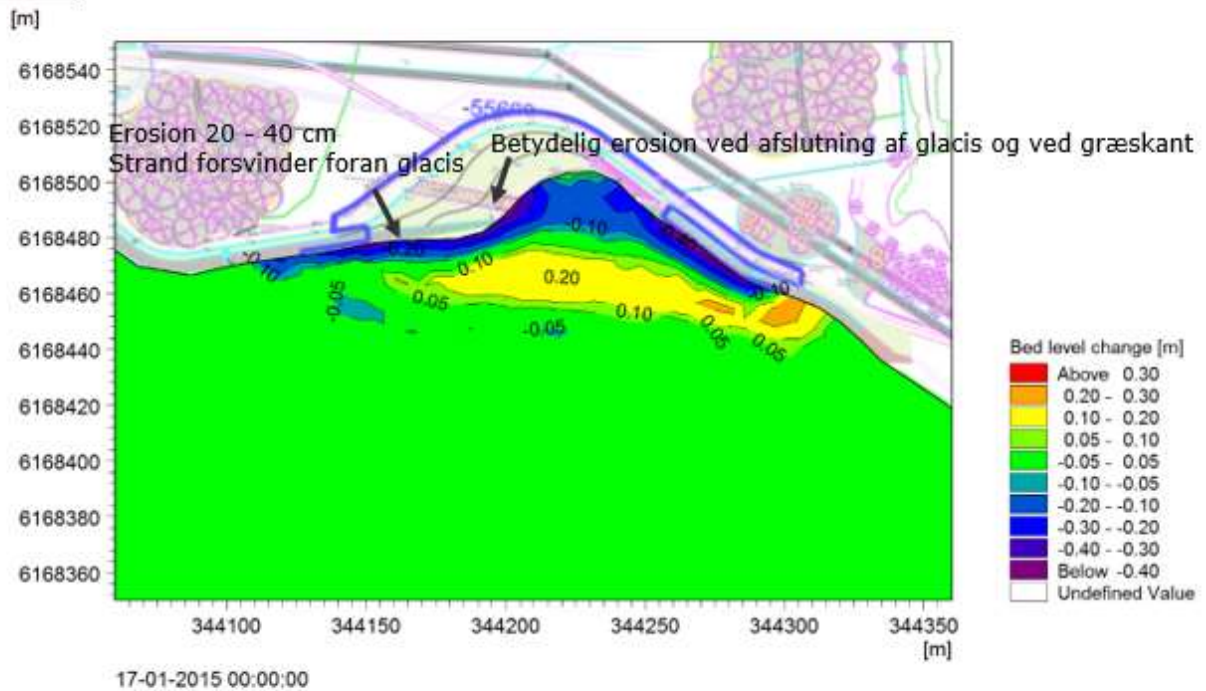 [m]
6168540
6168520
6168500
6168480
6168460
6168440
6168420
6168400
6168380
6168360
Erosion 20 - 40 cm
Strand forsvinder foran glacis
Betydelig erosion ved afslutning af glacis og ved græskant
-0.10
-0.20
-0.10
0.10
0.20
0.05
0.10
-0.05
-0.05
0.05
0.05
-0.10
344100
344150
344200
344250
344300
344350
[m]
Bed level change [m]
Above 0.30
0.20 - 0.30
0.10 - 0.20
0.05 - 0.10
-0.05 - 0.05
-0.10 - -0.05
-0.20 - -0.10
-0.30 - -0.20
-0.40 - -0.30
Below -0.40
Undefined Value
17-01-2015 00:00;00